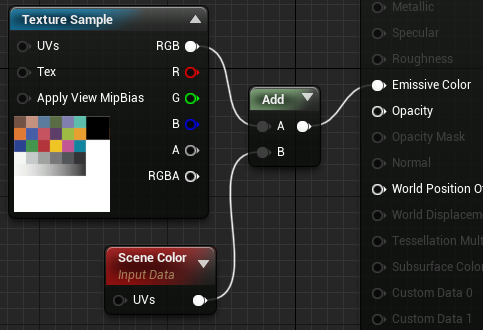 Texture Sample
UVs
RGB
Tex
R
Apply View MipBias
G
B
A
RGBA
Add
A
B
Scene Color
Input Data
UVs
Metallic
Specular
Roughness
Emissive Color
Opacity
Opacity Mask
Normal
World Position O
World Displacem
Tessellation Mult
Subsurface Color
Custom Data 0
Custom Data 1